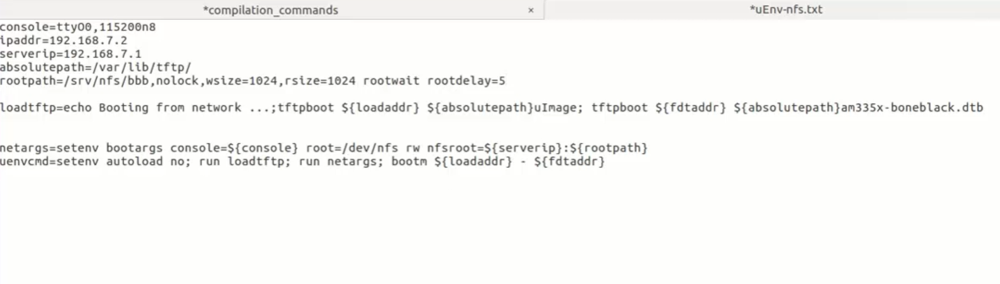 *compilation_commands × *uEnv-nfs.txt
console=ttyO0,115200n8
ipaddr=192.168.7.2
serverip=192.168.7.1
absolutepath=/var/lib/tftp/
rootpath=/srv/nfs/bbb,nolock,wsize=1024,rsize=1024 rootwait rootdelay=5
loadtftp=echo Booting from network ...;tftpboot ${loadaddr} ${absolutepath}uImage; tftpboot ${fdtaddr} ${absolutepath}am335x-boneblack.dtb
netargs=setenv bootargs console=${console} root=/dev/nfs rw nfsroot=${serverip}:${rootpath}
uenvcmd=setenv autoload no; run loadtftp; run netargs; bootm ${loadaddr} - ${fdtaddr}